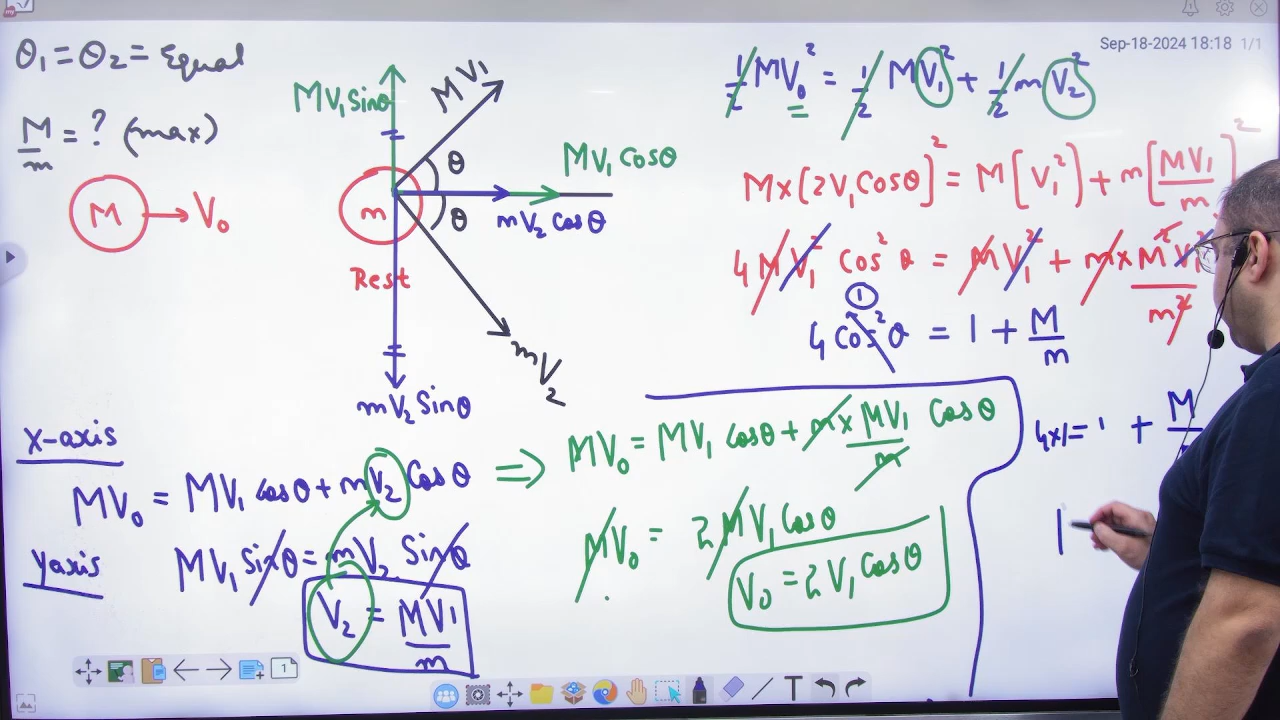 Sep-18-2024 18:18 1/1
θ₁ = θ₂ = Equal
M/m = ? (max)
M → V₀
MV₁ Sinθ
MV₁
θ
MV₁ Cosθ
m
θ
mV₂ Cosθ
Rest
mV₂
mV₂ Sinθ
x-axis
MV₀ = MV₁ Cosθ + mV₂ Cosθ
yaxis
MV₁ Sinθ = mV₂ Sinθ
V₂ = MV₁/m
⇒ MV₀ = MV₁ Cosθ + m x MV₁/m Cosθ
MV₀ = 2MV₁ Cosθ
V₀ = 2V₁ Cosθ
1/2 MV₀² = 1/2 MV₁² + 1/2 mV₂²
M x (2V₁ Cosθ)² = M[V₁²] + m[MV₁/m]²
4MV₁² Cos²θ = MV₁² + m x M²V₁²/m²
1
4 Cos²θ = 1 + M/m
4x1 = 1 + M
1